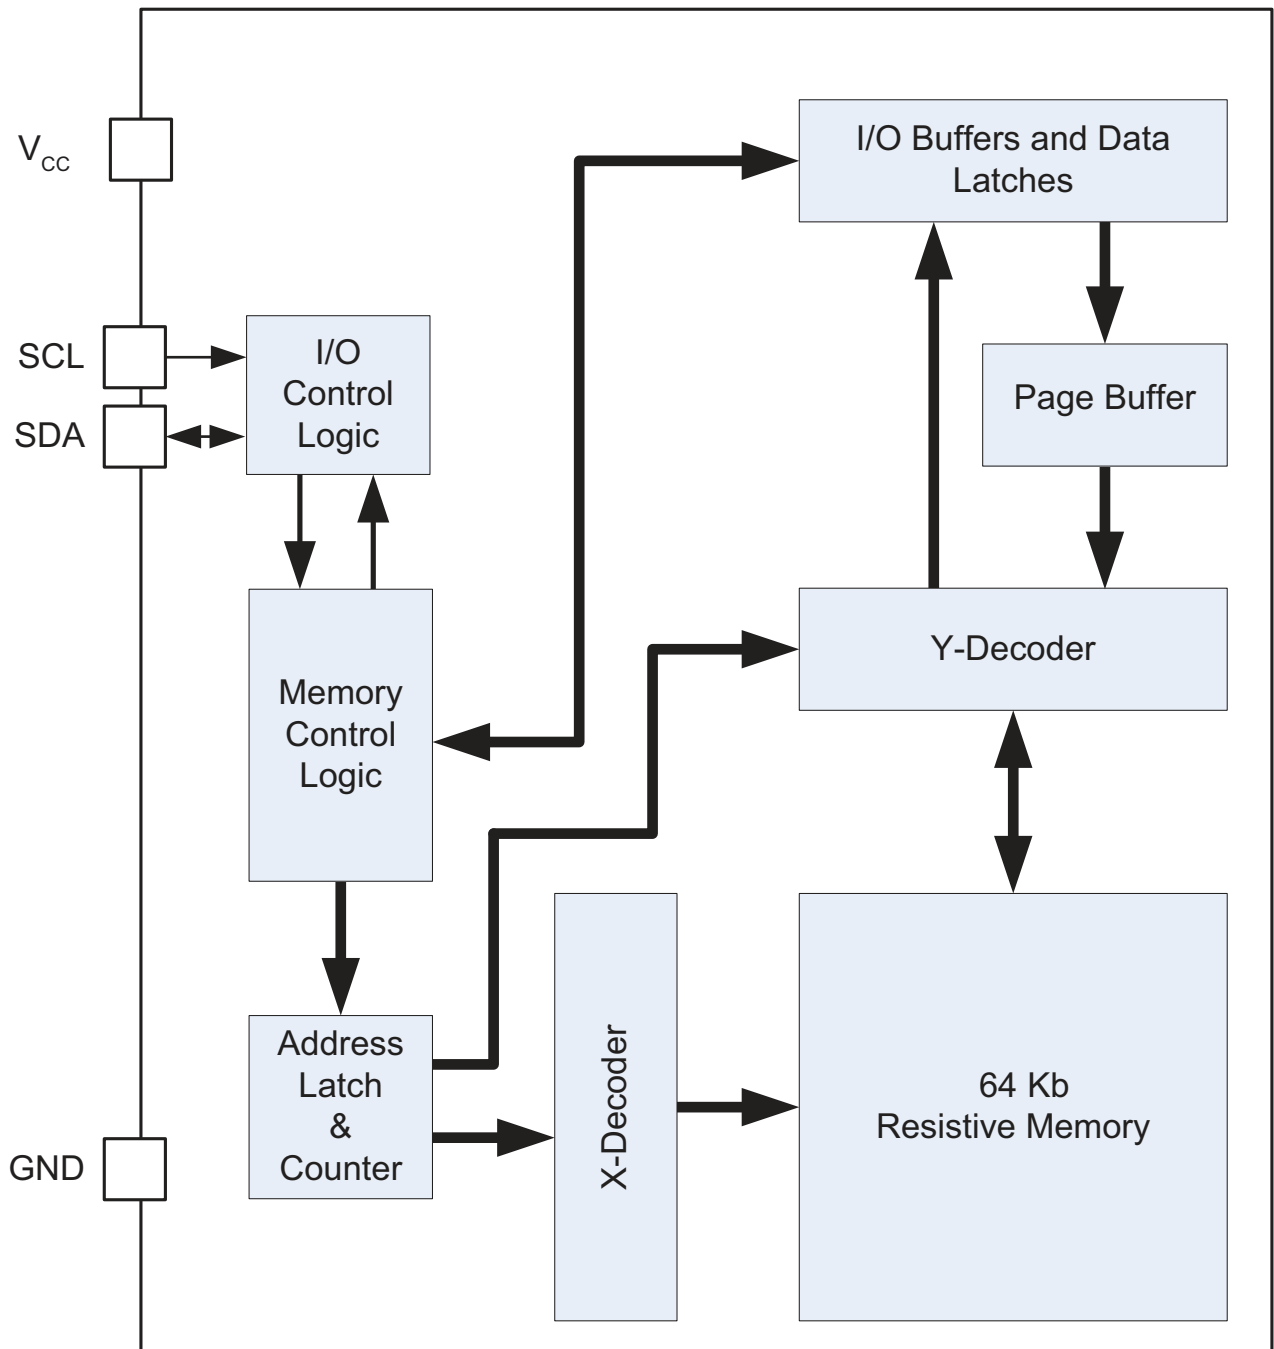 V_CC
I/O Buffers and Data
Latches
SCL
I/O
Control
Logic
Page Buffer
SDA
Y-Decoder
Memory
Control
Logic
Address
Latch
&
Counter
X-Decoder
64 Kb
Resistive Memory
GND